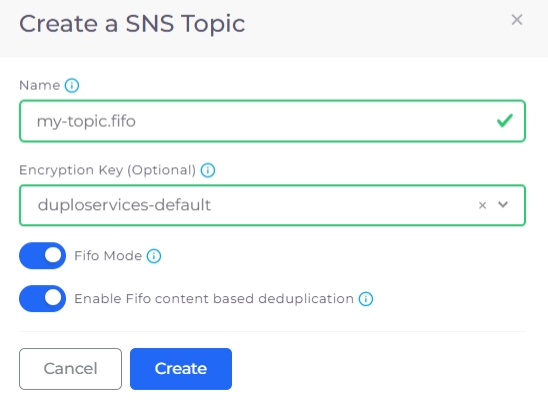 Create a SNS Topic
Name
my-topic.fifo
Encryption Key (Optional)
duploservices-default
Fifo Mode
Enable Fifo content based deduplication
Cancel Create